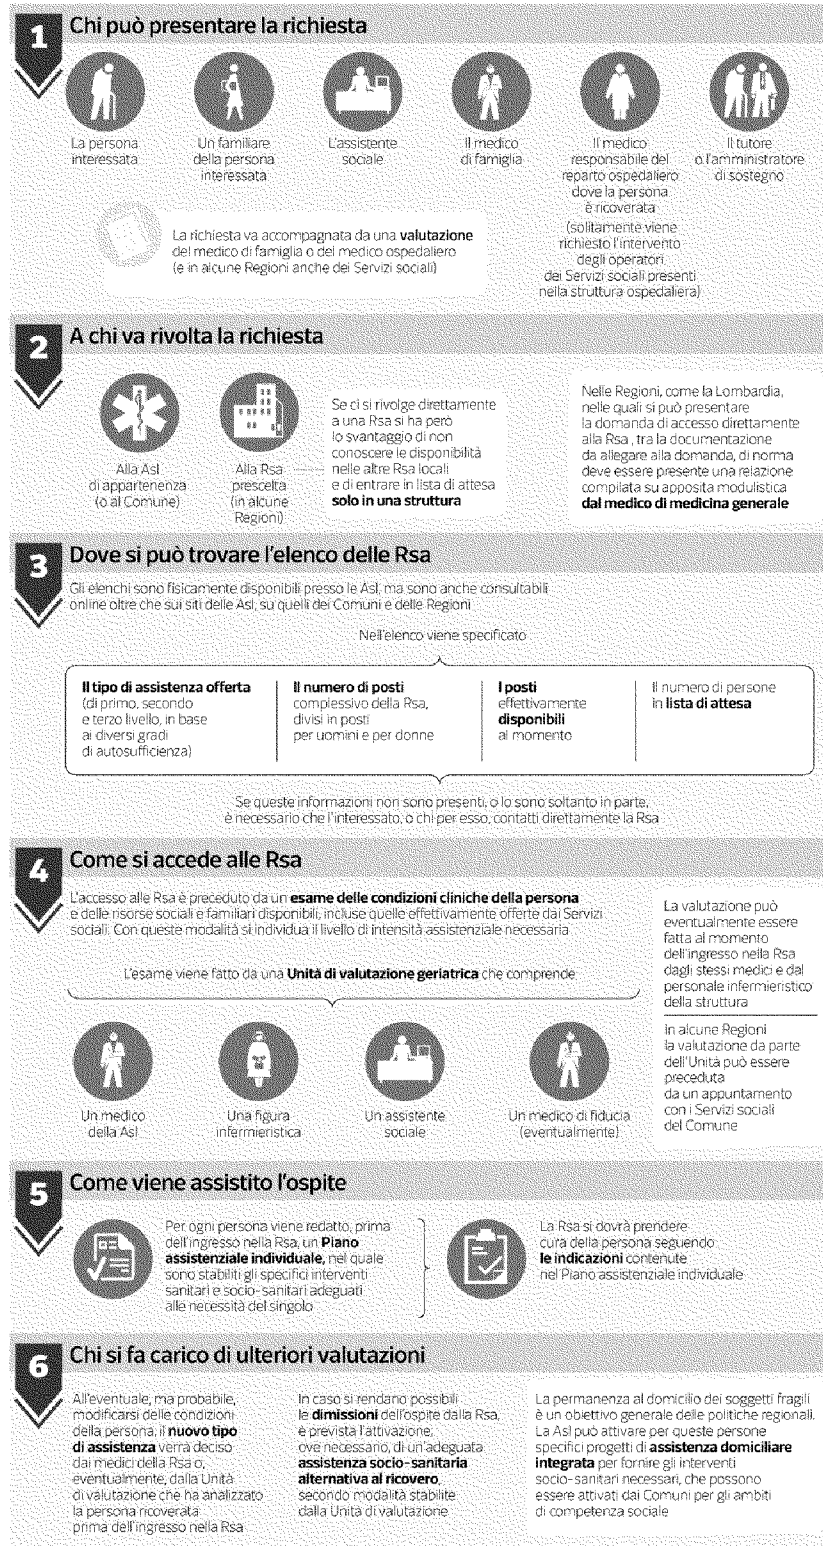 1
Chi può presentare la richiesta
La persona
interessata
Un familiare
della persona
interessata
L'assistente
sociale
Il medico
di famiglia
Il medico
responsabile del
reparto ospedaliero
dove la persona
è ricoverata
(solitamente viene
richiesto l'intervento
degli operatori
dei Servizi sociali presenti
nella struttura ospedaliera)
Il tutore
o l'amministratore
di sostegno
La richiesta va accompagnata da una valutazione
del medico di famiglia o del medico ospedaliero
(e in alcune Regioni anche dei Servizi sociali)
2
A chi va rivolta la richiesta
Alla Asl
di appartenenza
(o al Comune)
Alla Rsa
prescelta
(in alcune
Regioni)
Se ci si rivolge direttamente
a una Rsa si ha però
lo svantaggio di non
conoscere le disponibilità
nelle altre Rsa locali
e di entrare in lista di attesa
solo in una struttura
Nelle Regioni, come la Lombardia,
nelle quali si può presentare
la domanda di accesso direttamente
alla Rsa , tra la documentazione
da allegare alla domanda, di norma
deve essere presente una relazione
compilata su apposita modulistica
dal medico di medicina generale
3
Dove si può trovare l'elenco delle Rsa
Gli elenchi sono fisicamente disponibili presso le Asl, ma sono anche consultabili
online oltre che sui siti delle Asl, su quelli dei Comuni e delle Regioni
Nell'elenco viene specificato
Il tipo di assistenza offerta
(di primo, secondo
e terzo livello, in base
ai diversi gradi
di autosufficienza)
Il numero di posti
complessivo della Rsa,
divisi in posti
per uomini e per donne
I posti
effettivamente
disponibili
al momento
Il numero di persone
in lista di attesa
Se queste informazioni non sono presenti, o lo sono soltanto in parte,
è necessario che l'interessato, o chi per esso, contatti direttamente la Rsa
4
Come si accede alle Rsa
L'accesso alle Rsa è preceduto da un esame delle condizioni cliniche della persona
e delle risorse sociali e familiari disponibili, incluse quelle effettivamente offerte dai Servizi
sociali. Con queste modalità si individua il livello di intensità assistenziale necessaria
L'esame viene fatto da una Unità di valutazione geriatrica che comprende
Un medico
della Asl
Una figura
infermieristica
Un assistente
sociale
Un medico di fiducia
(eventualmente)
La valutazione può
eventualmente essere
fatta al momento
dell'ingresso nella Rsa
dagli stessi medici e dal
personale infermieristico
della struttura
In alcune Regioni
la valutazione da parte
dell'Unità può essere
preceduta
da un appuntamento
con i Servizi sociali
del Comune
5
Come viene assistito l'ospite
Per ogni persona viene redatto, prima
dell'ingresso nella Rsa, un Piano
assistenziale individuale, nel quale
sono stabiliti gli specifici interventi
sanitari e socio-sanitari adeguati
alle necessità del singolo
La Rsa si dovrà prendere
cura della persona seguendo
le indicazioni contenute
nel Piano assistenziale individuale
6
Chi si fa carico di ulteriori valutazioni
All'eventuale, ma probabile,
modificarsi delle condizioni
della persona, il nuovo tipo
di assistenza verrà deciso
dai medici della Rsa o,
eventualmente, dalla Unità
di valutazione che ha analizzato
la persona ricoverata
prima dell'ingresso nella Rsa
In caso si rendano possibili
le dimissioni dell'ospite dalla Rsa,
è prevista l'attivazione,
ove necessario, di un'adeguata
assistenza socio-sanitaria
alternativa al ricovero,
secondo modalità stabilite
dalla Unità di valutazione
La permanenza al domicilio dei soggetti fragili
è un obiettivo generale delle politiche regionali.
La Asl può attivare per queste persone
specifici progetti di assistenza domiciliare
integrata per fornire gli interventi
socio-sanitari necessari, che possono
essere attivati dai Comuni per gli ambiti
di competenza sociale